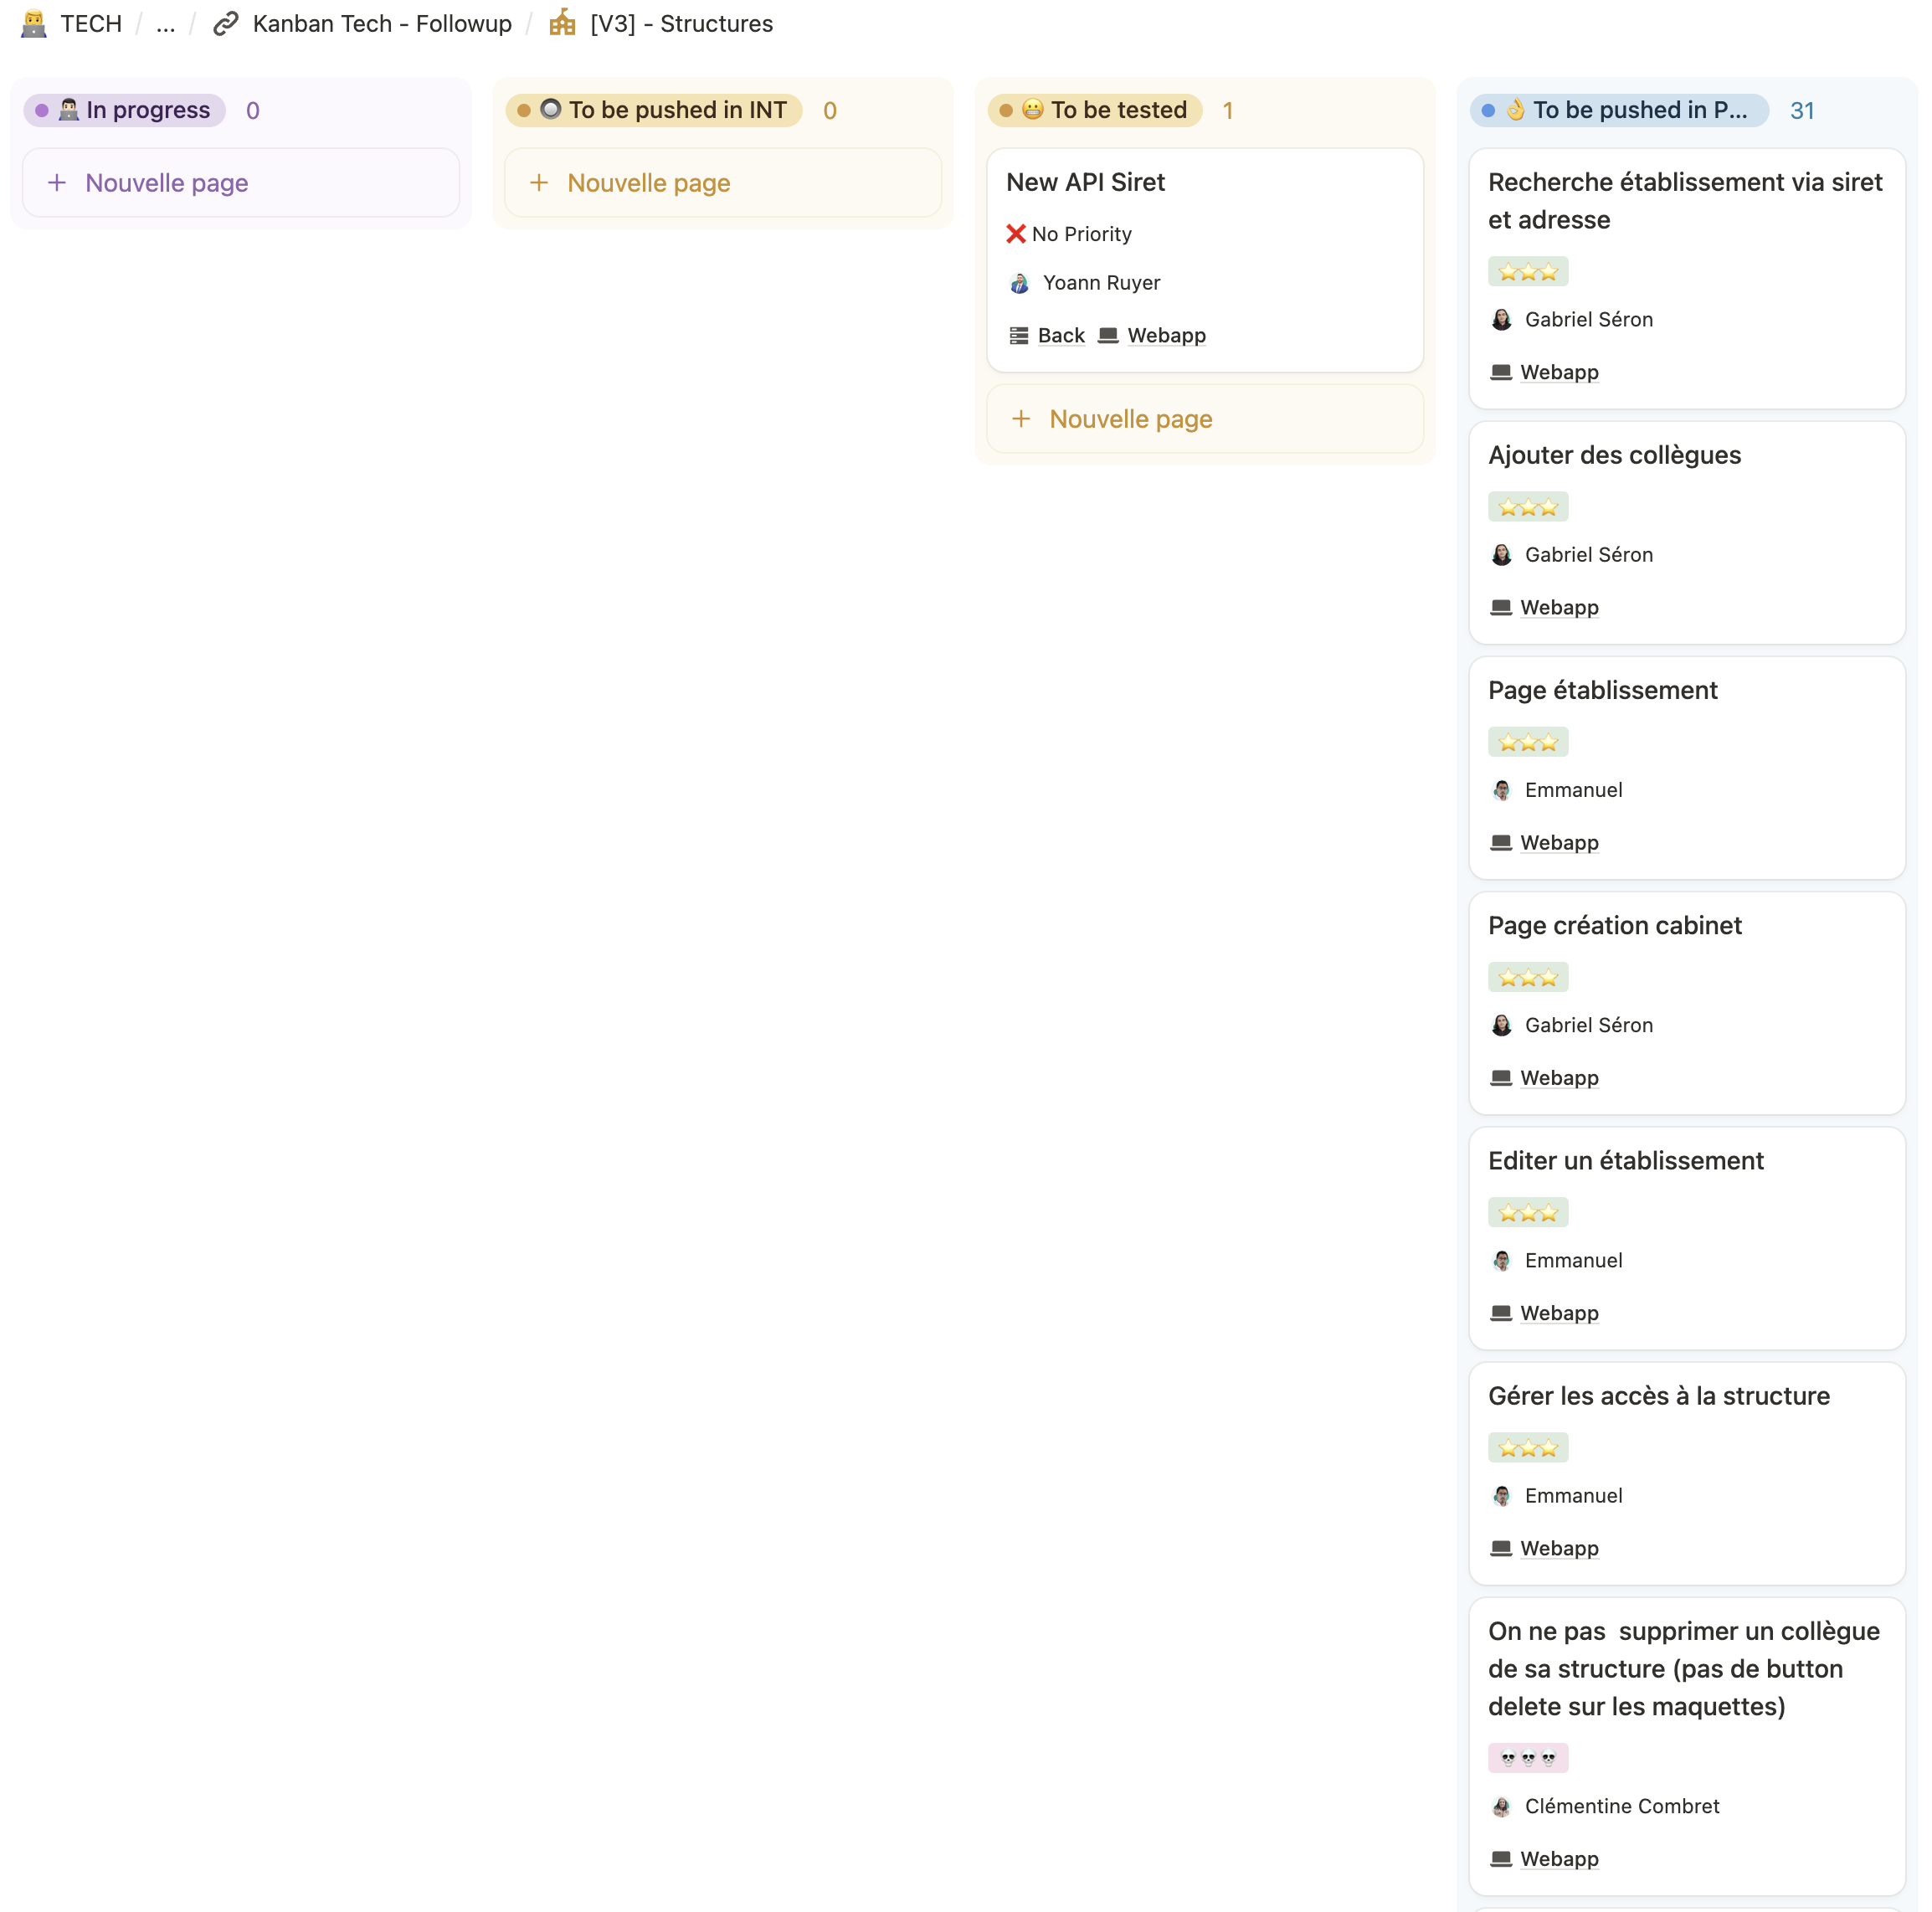 TECH / ... / Kanban Tech - Followup / [V3] - Structures
In progress 0
Nouvelle page
To be pushed in INT 0
Nouvelle page
To be tested 1
New API Siret
No Priority
Yoann Ruyer
Back Webapp
Nouvelle page
To be pushed in P... 31
Recherche établissement via siret
et adresse
Gabriel Séron
Webapp
Ajouter des collègues
Gabriel Séron
Webapp
Page établissement
Emmanuel
Webapp
Page création cabinet
Gabriel Séron
Webapp
Editer un établissement
Emmanuel
Webapp
Gérer les accès à la structure
Emmanuel
Webapp
On ne pas  supprimer un collègue
de sa structure (pas de button
delete sur les maquettes)
Clémentine Combret
Webapp